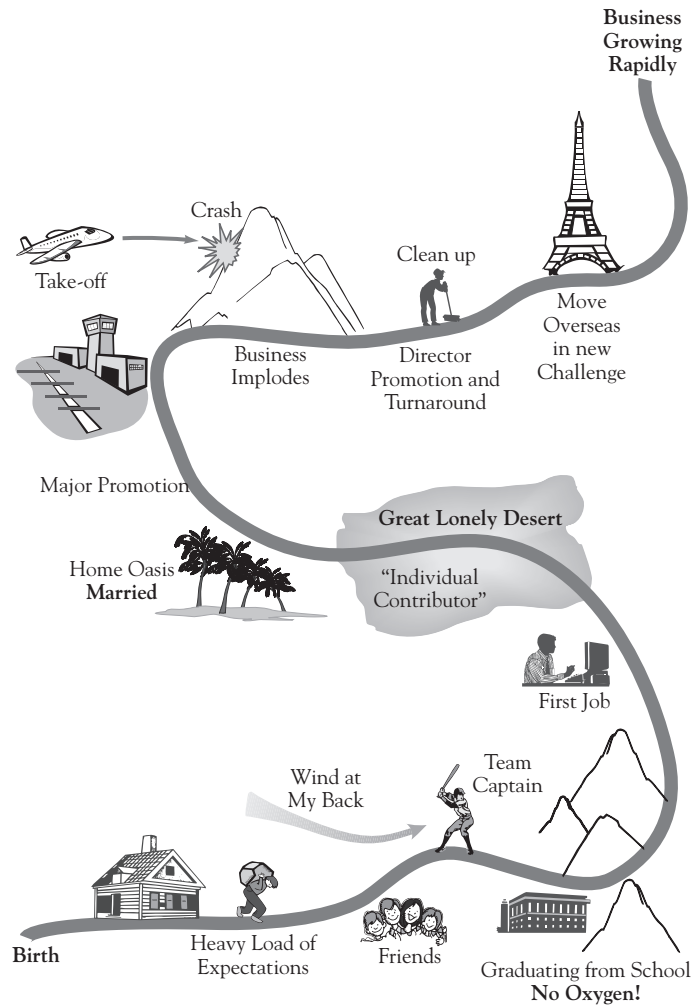 Business
Growing
Rapidly
Crash
Take-off
Clean up
Move
Overseas
in new
Challenge
Business
Implodes
Director
Promotion and
Turnaround
Major Promotion
Great Lonely Desert
Home Oasis
Married
“Individual
Contributor”
First Job
Team
Captain
Wind at
My Back
Birth
Heavy Load of
Expectations
Friends
Graduating from School
No Oxygen!